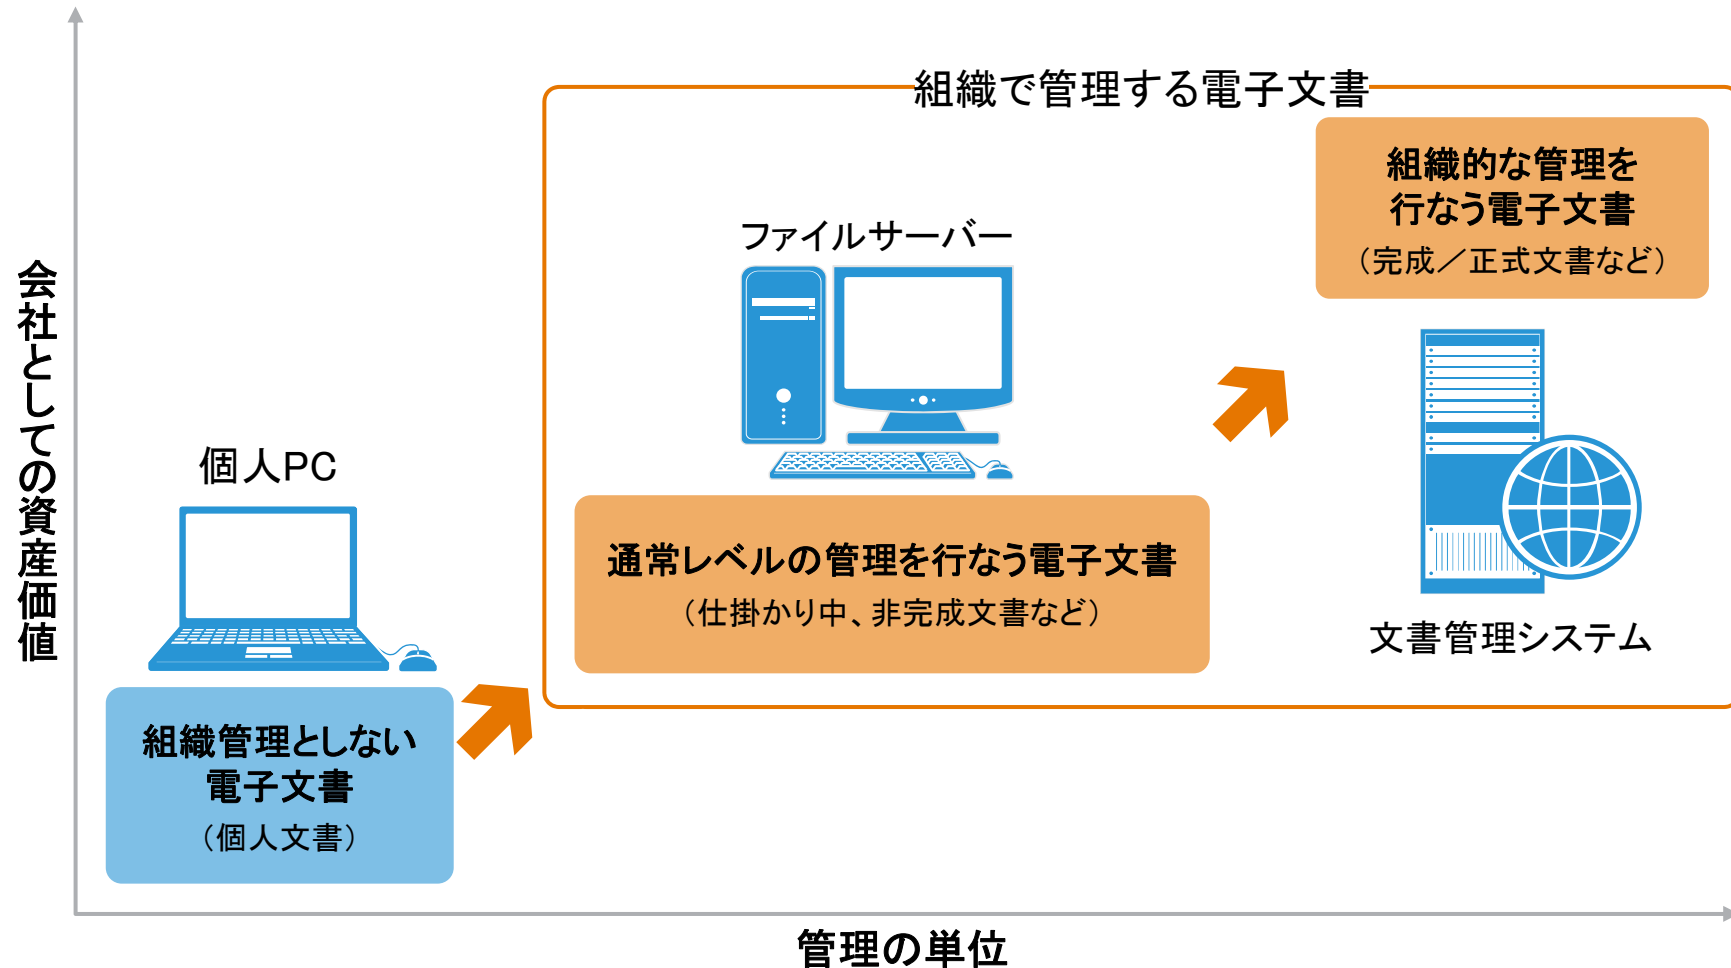 組織で管理する電子文書
組織的な管理を
行なう電子文書
（完成／正式文書など）
ファイルサーバー
会社としての資産価値
個人PC
通常レベルの管理を行なう電子文書
（仕掛かり中、非完成文書など）
文書管理システム
組織管理としない
電子文書
（個人文書）
管理の単位